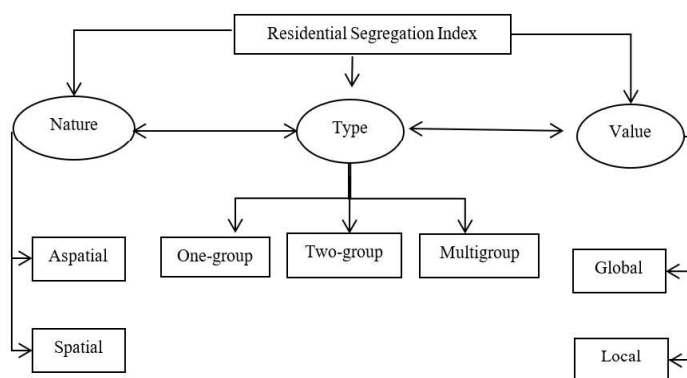 Residential Segregation Index
Nature
Type
Value
Aspatial
One-group
Two-group
Multigroup
Global
Spatial
Local